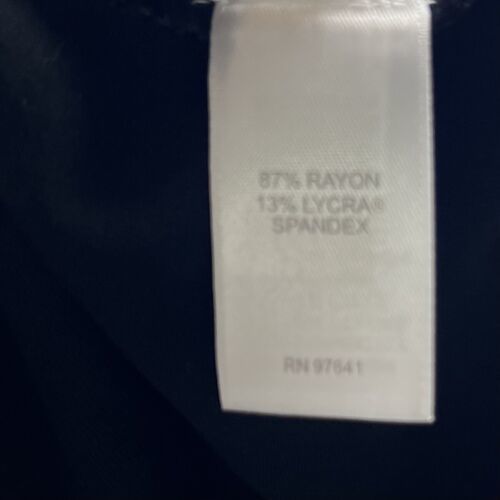 87% RAYON
13% LYCRA®
SPANDEX
RN 97641